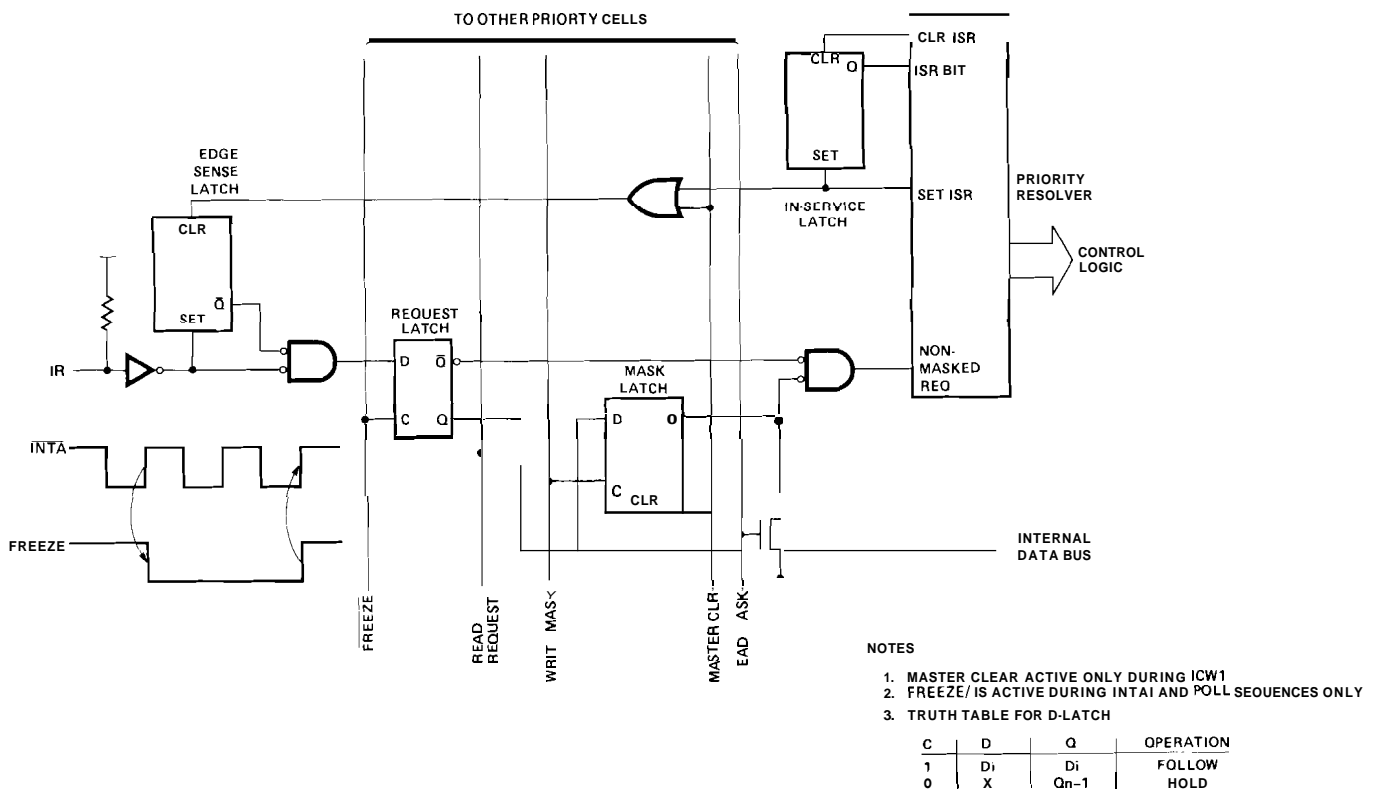 TO OTHER PRIORTY CELLS
CLR ISR
CLR
Q
ISR BIT
SET
EDGE
SENSE
LATCH
PRIORITY
RESOLVER
SET ISR
IN-SERVICE
LATCH
CLR
CONTROL
LOGIC
Q̅
SET
REQUEST
LATCH
D
Q̅
NON-
MASKED
REQ
IR
MASK
LATCH
D
C
Q
C
CLR
INTA
FREEZE
INTERNAL
DATA BUS
FREEZE
READ
REQUEST
WRIT MAS
MASTER CLR
EAD ASK
NOTES
1. MASTER CLEAR ACTIVE ONLY DURING ICW1
2. FREEZE/ IS ACTIVE DURING INTAI AND POLL SEQUENCES ONLY
3. TRUTH TABLE FOR D-LATCH
C D Q OPERATION
1 Di Di FOLLOW
0 X Qn-1 HOLD